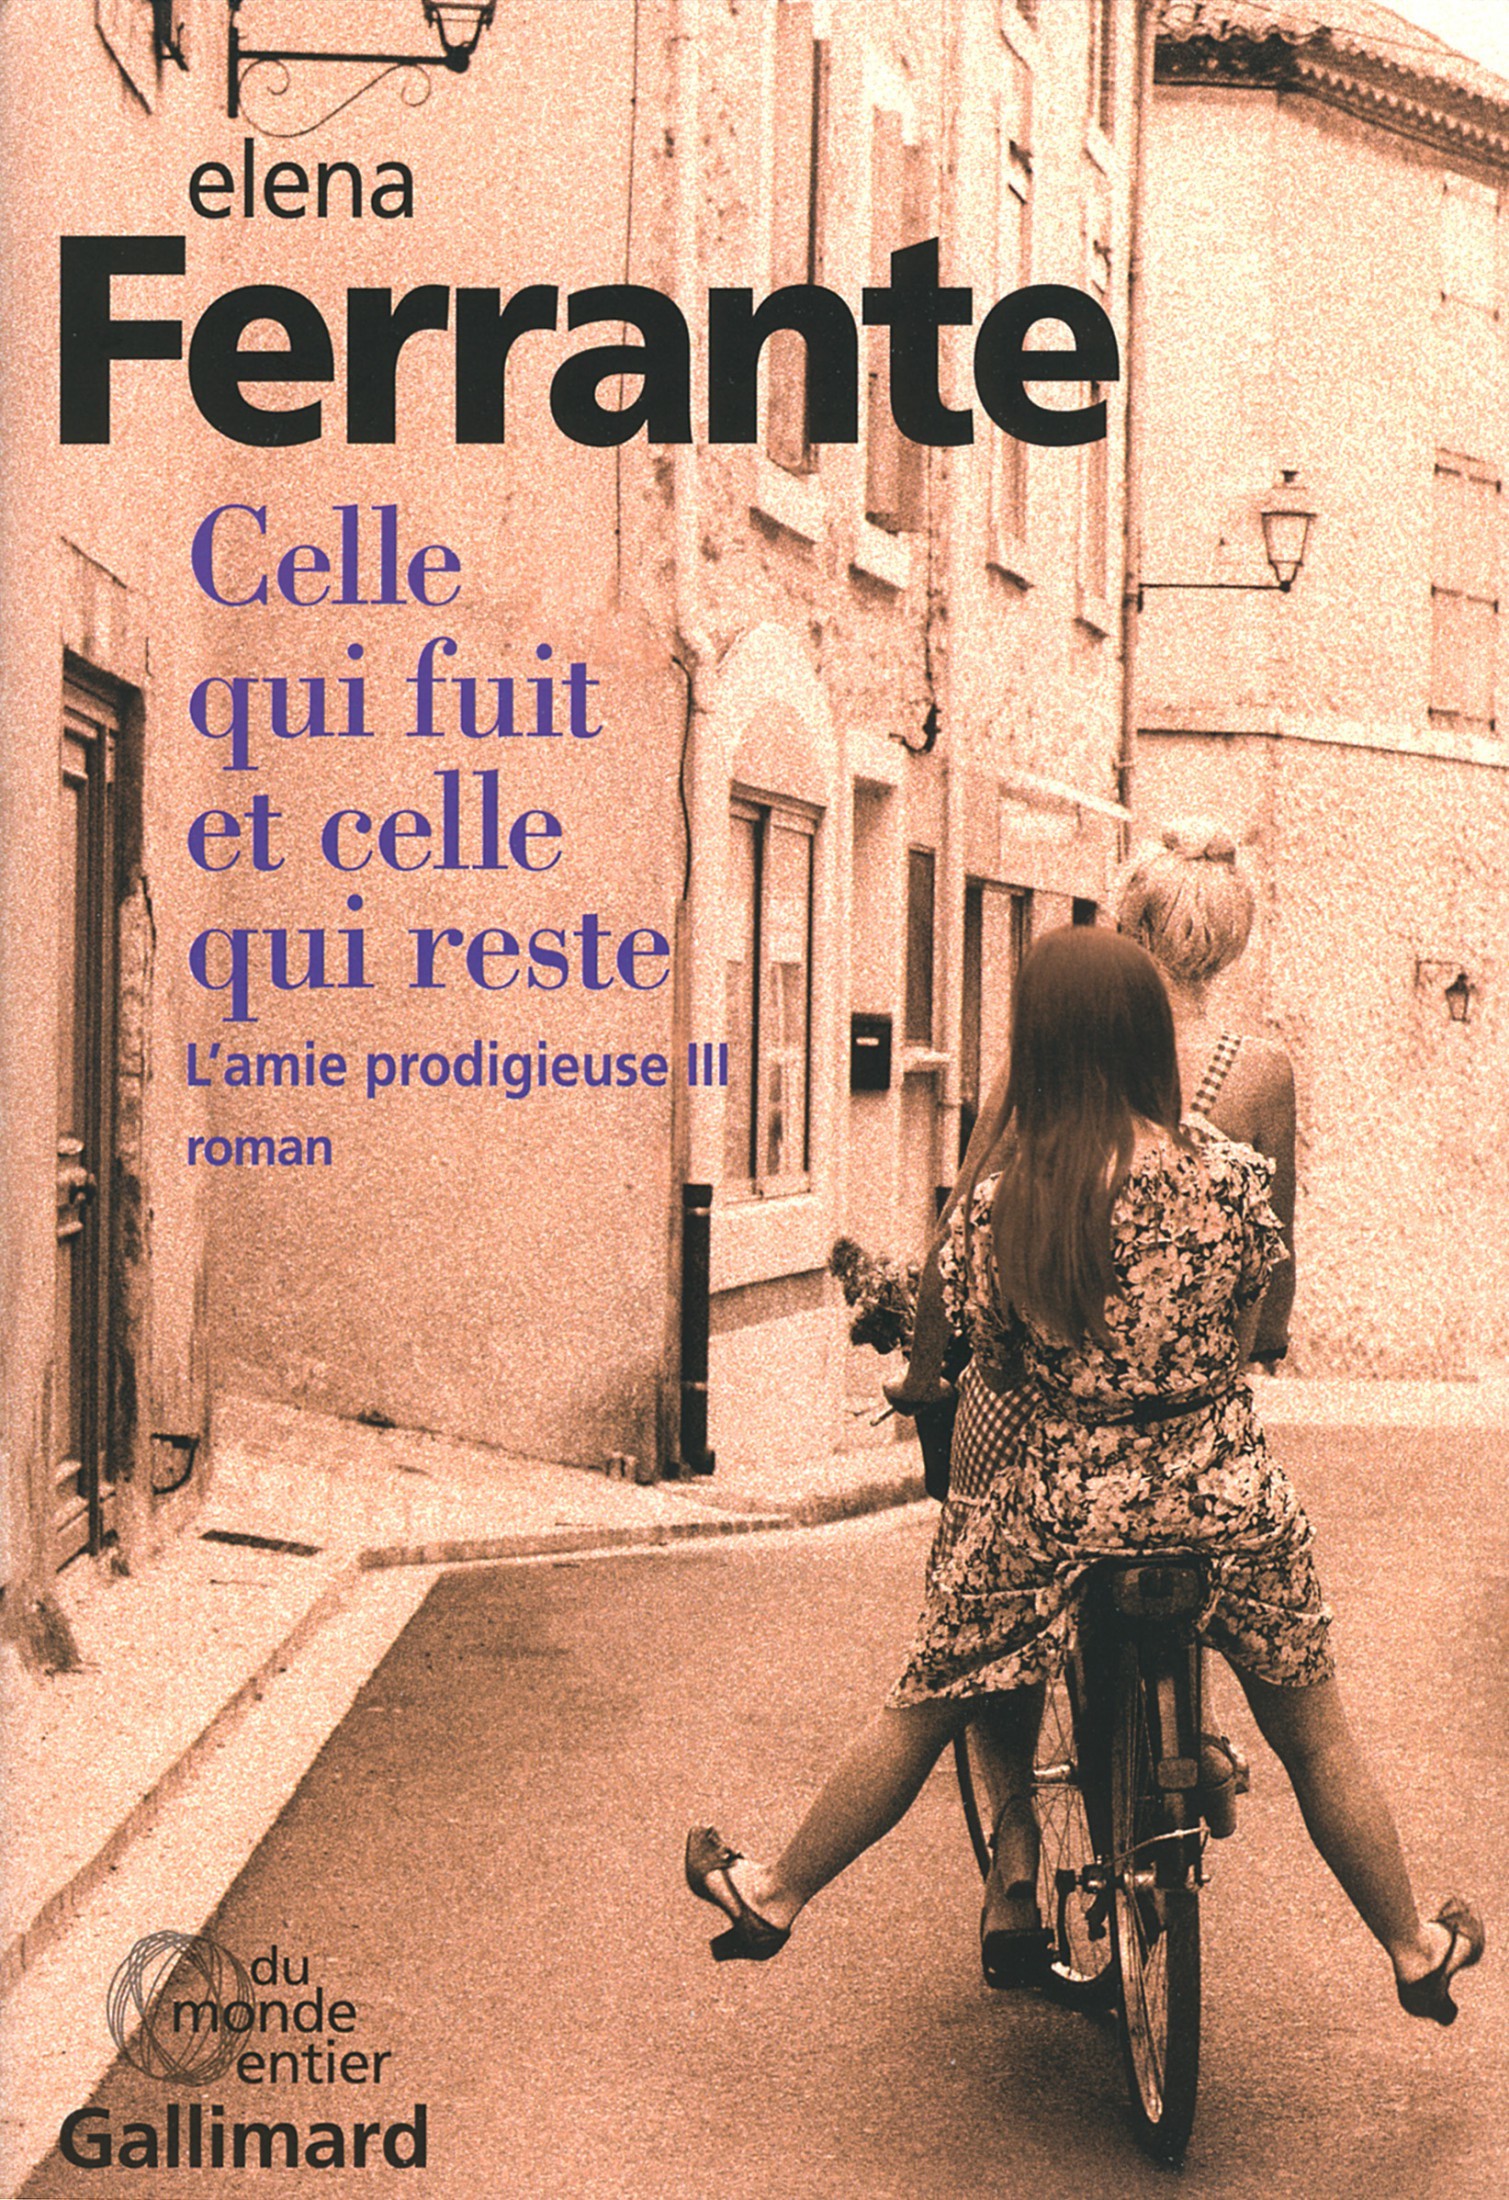 elena
Ferrante
Celle
qui fuit
et celle
qui reste
L'amie prodigieuse III
roman
du
monde
entier
Gallimard